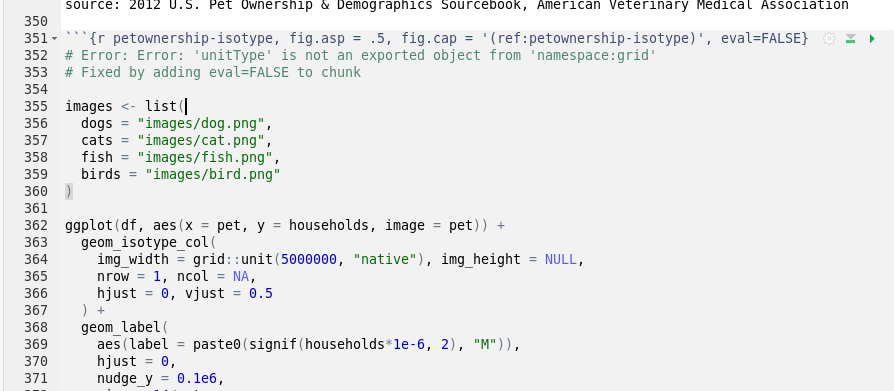 source: 2012 U.S. Pet Ownership & Demographics Sourcebook, American Veterinary Medical Association
350
351 ```{r petownership-isotype, fig.asp = .5, fig.cap = '(ref:petownership-isotype)', eval=FALSE}
352 # Error: Error: 'unitType' is not an exported object from 'namespace:grid'
353 # Fixed by adding eval=FALSE to chunk
354
355 images <- list(
356   dogs = "images/dog.png",
357   cats = "images/cat.png",
358   fish = "images/fish.png",
359   birds = "images/bird.png"
360 )
361
362 ggplot(df, aes(x = pet, y = households, image = pet)) +
363   geom_isotype_col(
364     img_width = grid::unit(5000000, "native"), img_height = NULL,
365     nrow = 1, ncol = NA,
366     hjust = 0, vjust = 0.5
367   ) +
368   geom_label(
369     aes(label = paste0(signif(households*1e-6, 2), "M")),
370     hjust = 0,
371     nudge_y = 0.1e6,